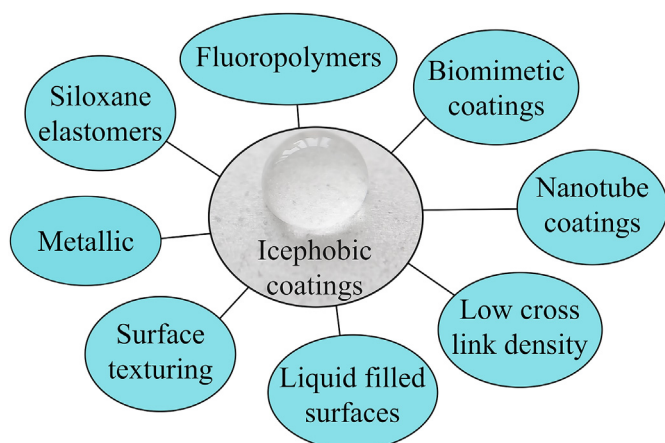 Fluoropolymers
Biomimetic
coatings
Siloxane
elastomers
Nanotube
coatings
Metallic
Icephobic
coatings
Low cross
link density
Surface
texturing
Liquid filled
surfaces